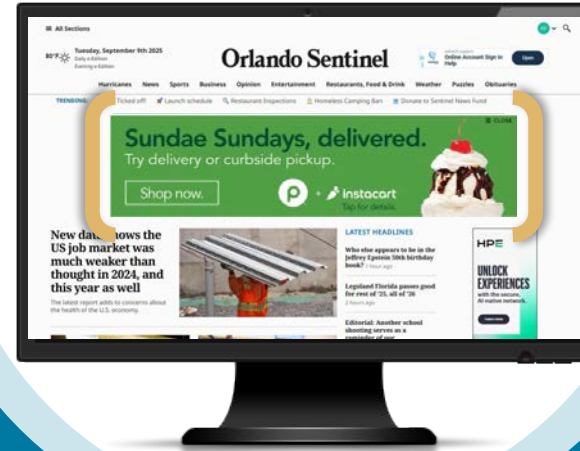 All Sections
80°F
Tuesday, September 9th 2025
Daily e-Edition
Evening e-Edition
Orlando Sentinel
Online Account Sign In
Help
Hurricanes News Sports Business Opinion Entertainment Restaurants, Food & Drink Weather Puzzles Obituaries
TRENDING: Ticked off! Launch schedule Restaurant Inspections Homeless Camping Ban Donate to Sentinel News Fund
CLOSE
Sundae Sundays, delivered.
Try delivery or curbside pickup.
Shop now.
P + instacart
Tap for details.
New data shows the
US job market was
much weaker than
thought in 2024, and
this year as well
The latest report adds to concerns about
the health of the U.S. economy.
LATEST HEADLINES
Who else appears to be in the
Jeffrey Epstein 50th birthday
book? 1 hour ago
Legoland Florida passes good
for rest of '25, all of '26
2 hours ago
Editorial: Another school
shooting serves as a
reminder of our
HPE
UNLOCK
EXPERIENCES
with the secure,
AI-native network.